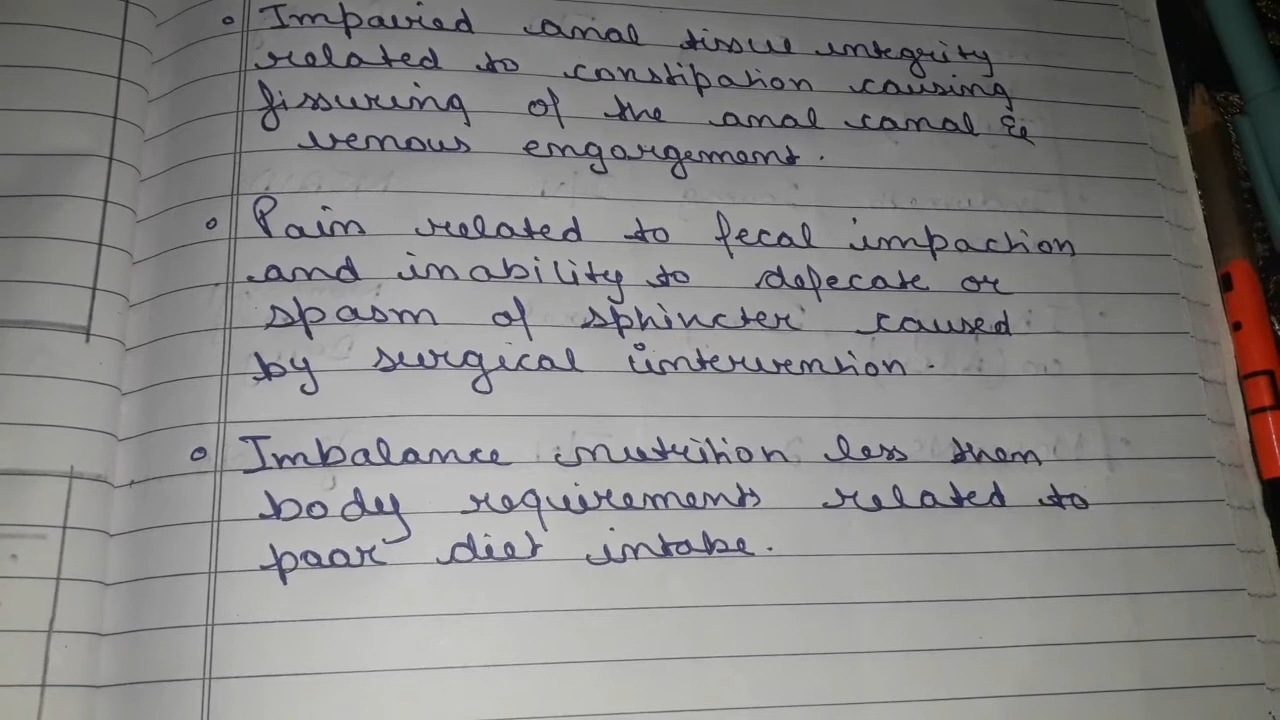 • Imparied anal tissue integrity
related to constipation causing
fissuring of the anal canal &
venous engorgement.
• Pain related to fecal impaction
and inability to defecate or
spasm of sphincter caused
by surgical intervention.
• Imbalance nutrition less then
body requirements related to
poor diet intake.